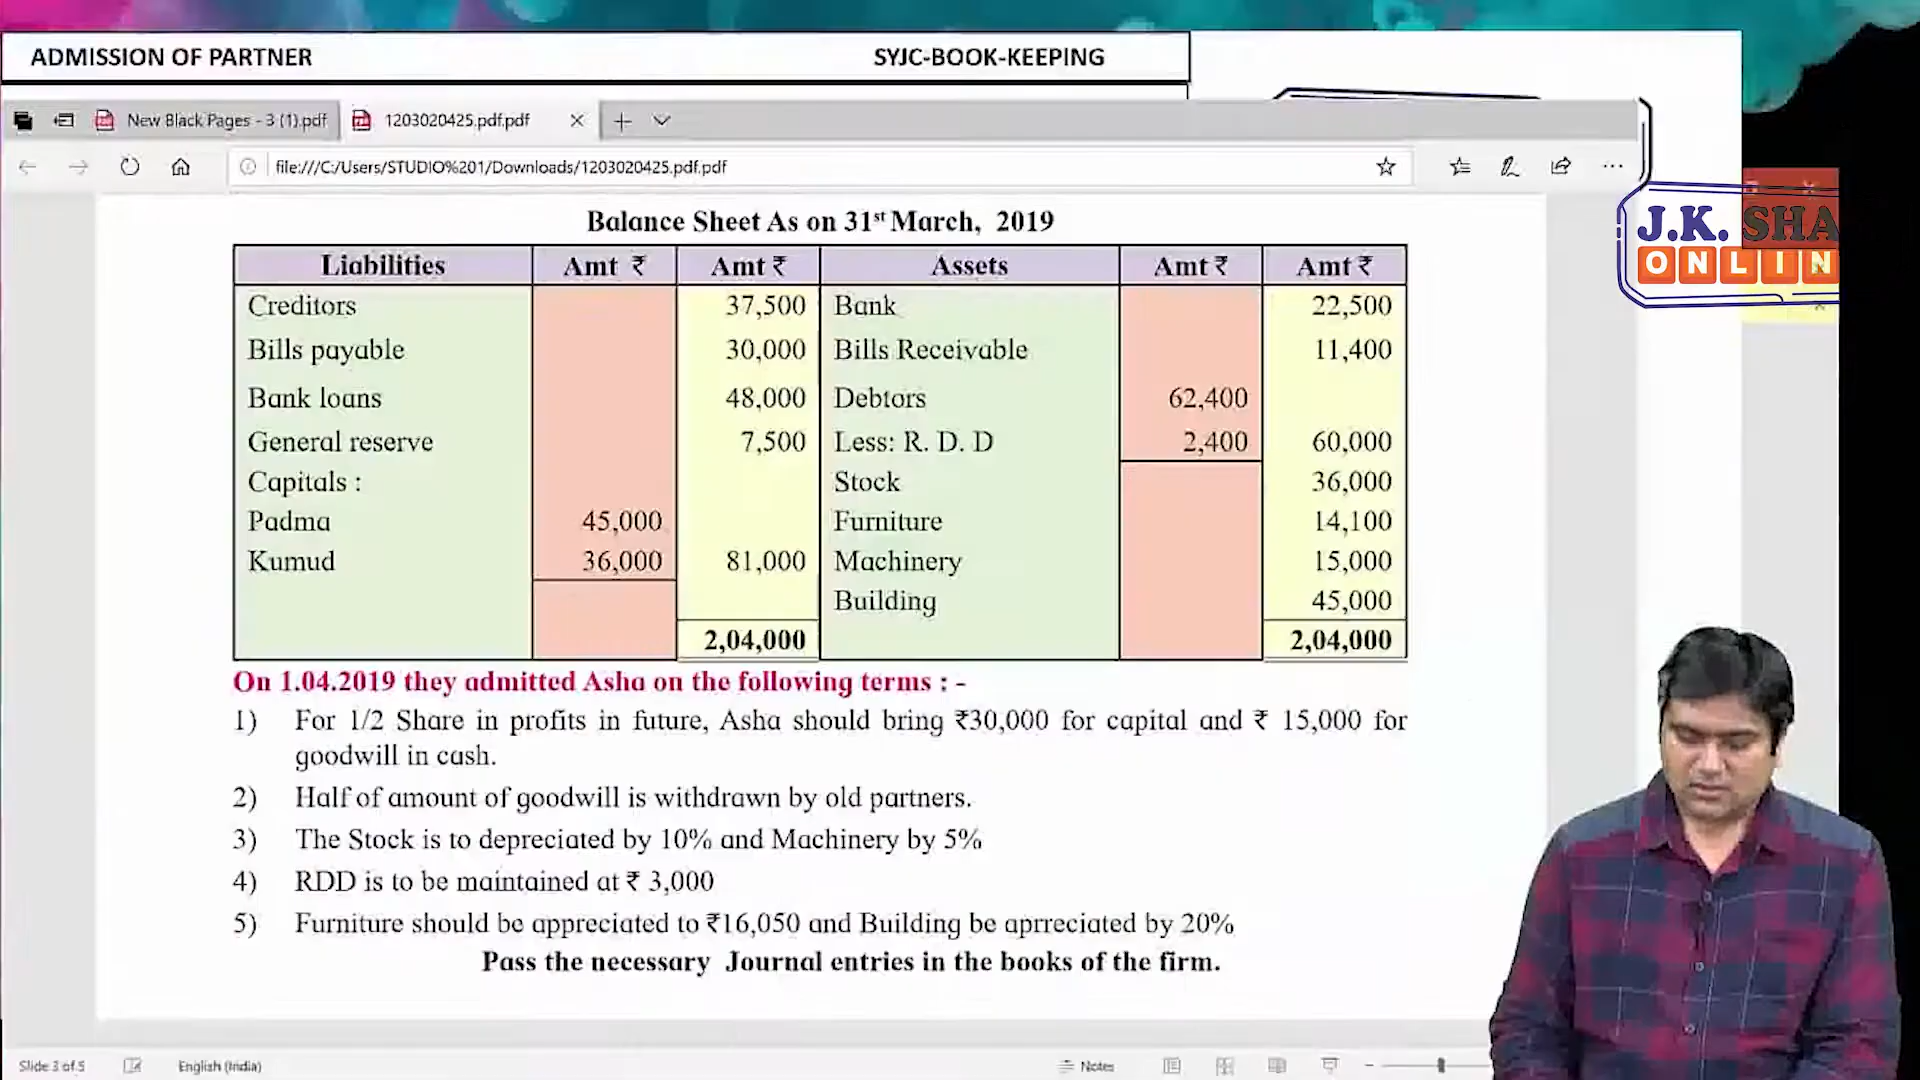 ADMISSION OF PARTNER SYJC-BOOK-KEEPING
New Black Pages - 3 (1).pdf 1203020425.pdf.pdf
file:///C:/Users/STUDIO%201/Downloads/1203020425.pdf.pdf
J.K. SHA
ONLIN
Balance Sheet As on 31st March, 2019
Liabilities Amt ₹ Amt ₹ Assets Amt ₹ Amt ₹
Creditors 37,500 Bank 22,500
Bills payable 30,000 Bills Receivable 11,400
Bank loans 48,000 Debtors 62,400
General reserve 7,500 Less: R. D. D 2,400 60,000
Capitals : Stock 36,000
Padma 45,000 Furniture 14,100
Kumud 36,000 81,000 Machinery 15,000
Building 45,000
2,04,000 2,04,000
On 1.04.2019 they admitted Asha on the following terms : -
1) For 1/2 Share in profits in future, Asha should bring ₹30,000 for capital and ₹ 15,000 for
goodwill in cash.
2) Half of amount of goodwill is withdrawn by old partners.
3) The Stock is to depreciated by 10% and Machinery by 5%
4) RDD is to be maintained at ₹ 3,000
5) Furniture should be appreciated to ₹16,050 and Building be aprreciated by 20%
Pass the necessary Journal entries in the books of the firm.
Slide 3 of 5 English (India) Notes